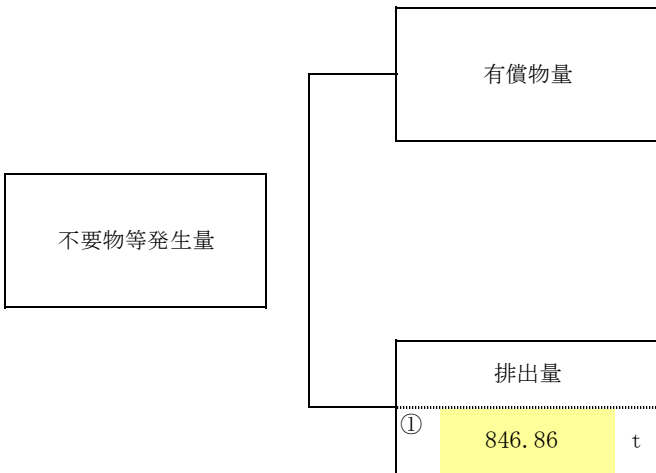 有償物量
不要物等発生量
排出量
①
846.86 t